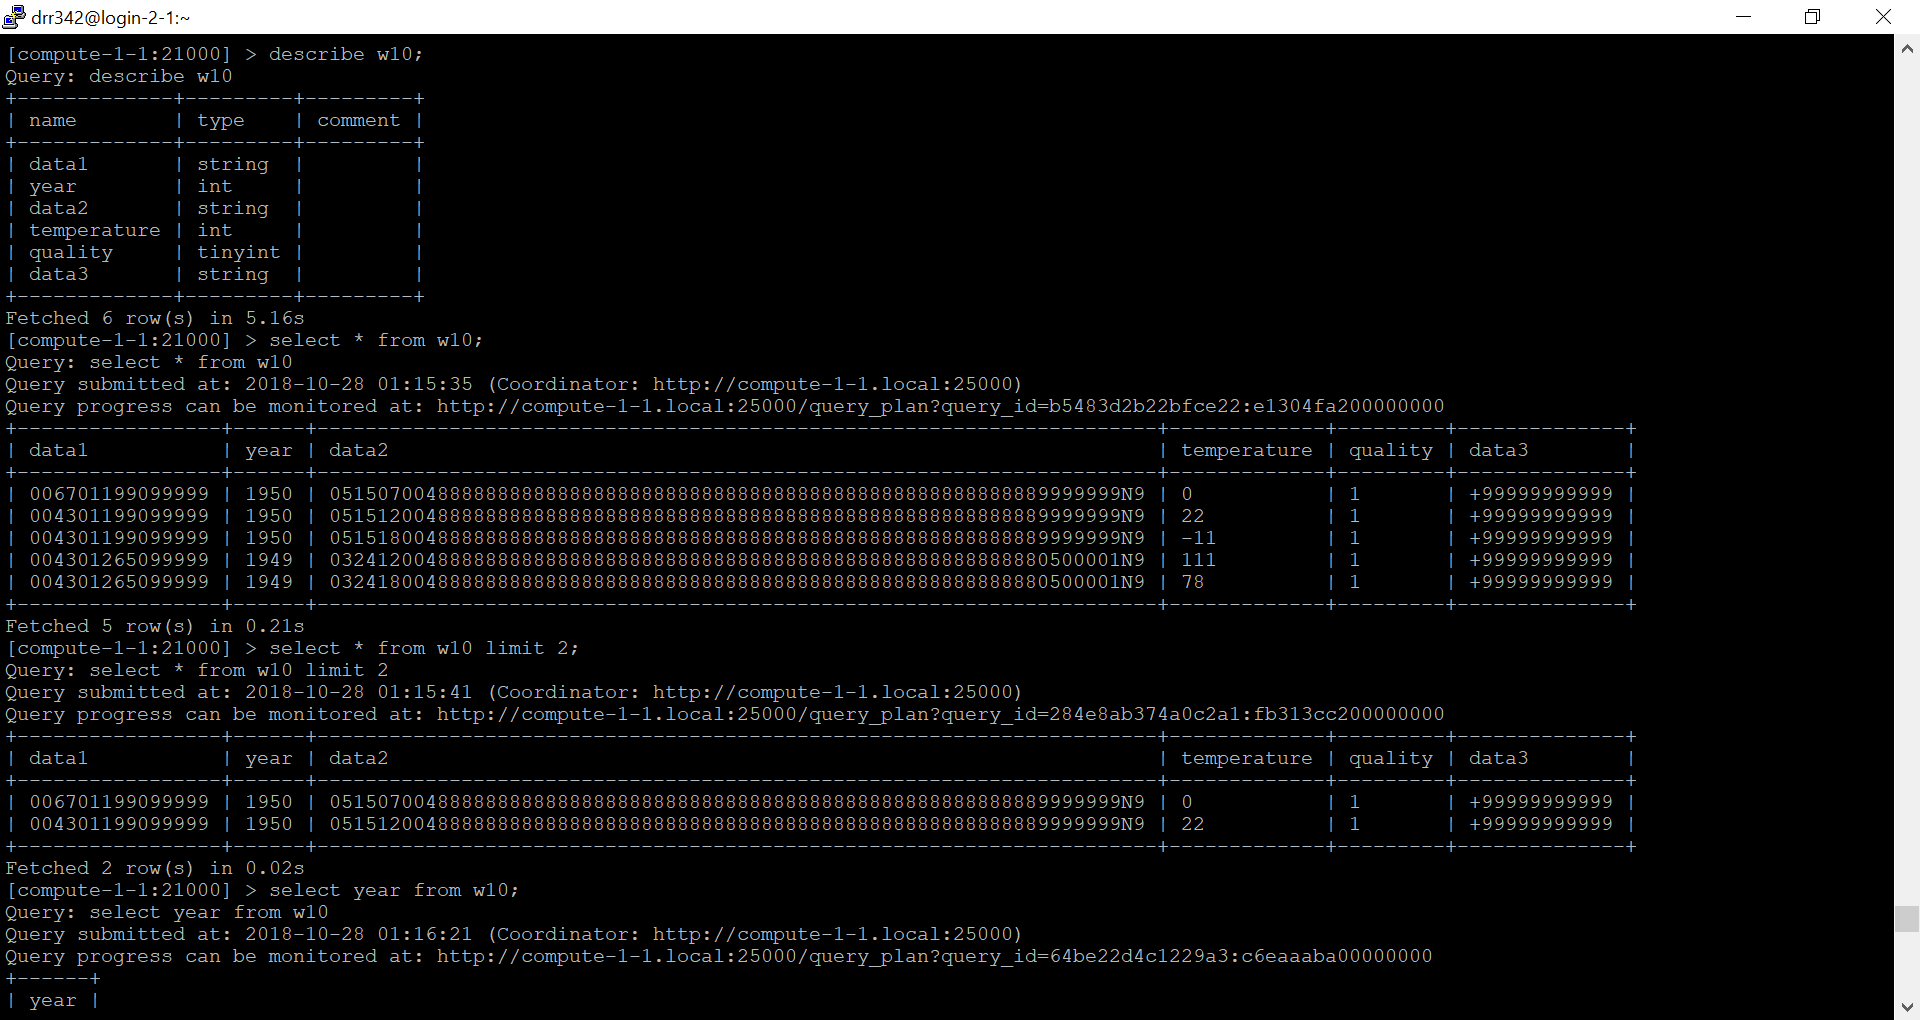 drr342@login-2-1:~
[compute-1-1:21000] > describe w10;
Query: describe w10
+-------------+---------+---------+
| name        | type    | comment |
+-------------+---------+---------+
| data1       | string  |         |
| year        | int     |         |
| data2       | string  |         |
| temperature | int     |         |
| quality     | tinyint |         |
| data3       | string  |         |
+-------------+---------+---------+
Fetched 6 row(s) in 5.16s
[compute-1-1:21000] > select * from w10;
Query: select * from w10
Query submitted at: 2018-10-28 01:15:35 (Coordinator: http://compute-1-1.local:25000)
Query progress can be monitored at: http://compute-1-1.local:25000/query_plan?query_id=b5483d2b22bfce22:e1304fa200000000
+-----------------+------+----------------------------------------------------------------------+-------------+---------+--------------+
| data1           | year | data2                                                                | temperature | quality | data3        |
+-----------------+------+----------------------------------------------------------------------+-------------+---------+--------------+
| 006701199099999 | 1950 | 051507004888888888888888888888888888888888888888888888888889999999N9 | 0           | 1       | +99999999999 |
| 004301199099999 | 1950 | 051512004888888888888888888888888888888888888888888888888889999999N9 | 22          | 1       | +99999999999 |
| 004301199099999 | 1950 | 051518004888888888888888888888888888888888888888888888888889999999N9 | -11         | 1       | +99999999999 |
| 004301265099999 | 1949 | 032412004888888888888888888888888888888888888888888888888880500001N9 | 111         | 1       | +99999999999 |
| 004301265099999 | 1949 | 032418004888888888888888888888888888888888888888888888888880500001N9 | 78          | 1       | +99999999999 |
+-----------------+------+----------------------------------------------------------------------+-------------+---------+--------------+
Fetched 5 row(s) in 0.21s
[compute-1-1:21000] > select * from w10 limit 2;
Query: select * from w10 limit 2
Query submitted at: 2018-10-28 01:15:41 (Coordinator: http://compute-1-1.local:25000)
Query progress can be monitored at: http://compute-1-1.local:25000/query_plan?query_id=284e8ab374a0c2a1:fb313cc200000000
+-----------------+------+----------------------------------------------------------------------+-------------+---------+--------------+
| data1           | year | data2                                                                | temperature | quality | data3        |
+-----------------+------+----------------------------------------------------------------------+-------------+---------+--------------+
| 006701199099999 | 1950 | 051507004888888888888888888888888888888888888888888888888889999999N9 | 0           | 1       | +99999999999 |
| 004301199099999 | 1950 | 051512004888888888888888888888888888888888888888888888888889999999N9 | 22          | 1       | +99999999999 |
+-----------------+------+----------------------------------------------------------------------+-------------+---------+--------------+
Fetched 2 row(s) in 0.02s
[compute-1-1:21000] > select year from w10;
Query: select year from w10
Query submitted at: 2018-10-28 01:16:21 (Coordinator: http://compute-1-1.local:25000)
Query progress can be monitored at: http://compute-1-1.local:25000/query_plan?query_id=64be22d4c1229a3:c6eaaaba00000000
+------+
| year |